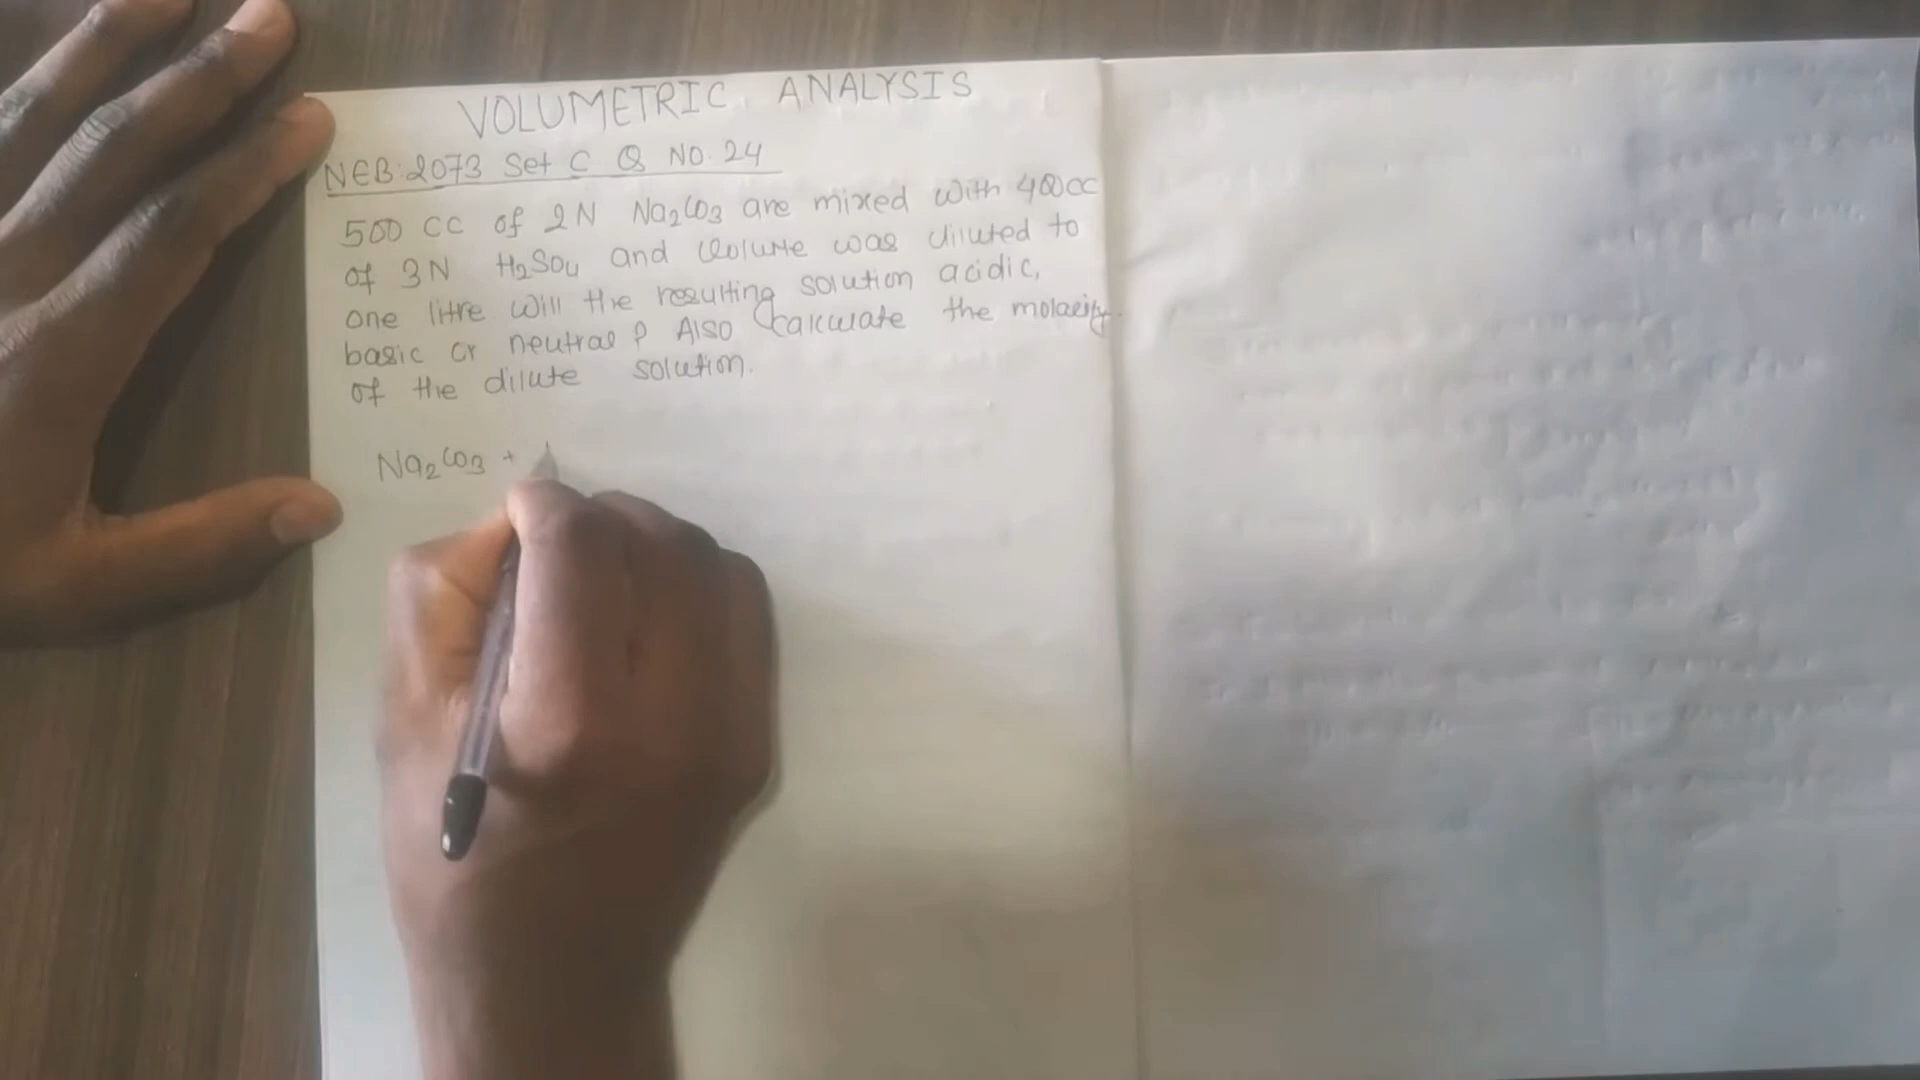 VOLUMETRIC ANALYSIS
NEB:2073 Set C Q NO. 24
500 CC of 2N Na2CO3 are mixed with 400CC
of 3N H2SO4 and volume was diluted to
one litre will the resulting solution acidic,
basic or neutral? Also calculate the molarity
of the dilute solution.
Na2CO3 +